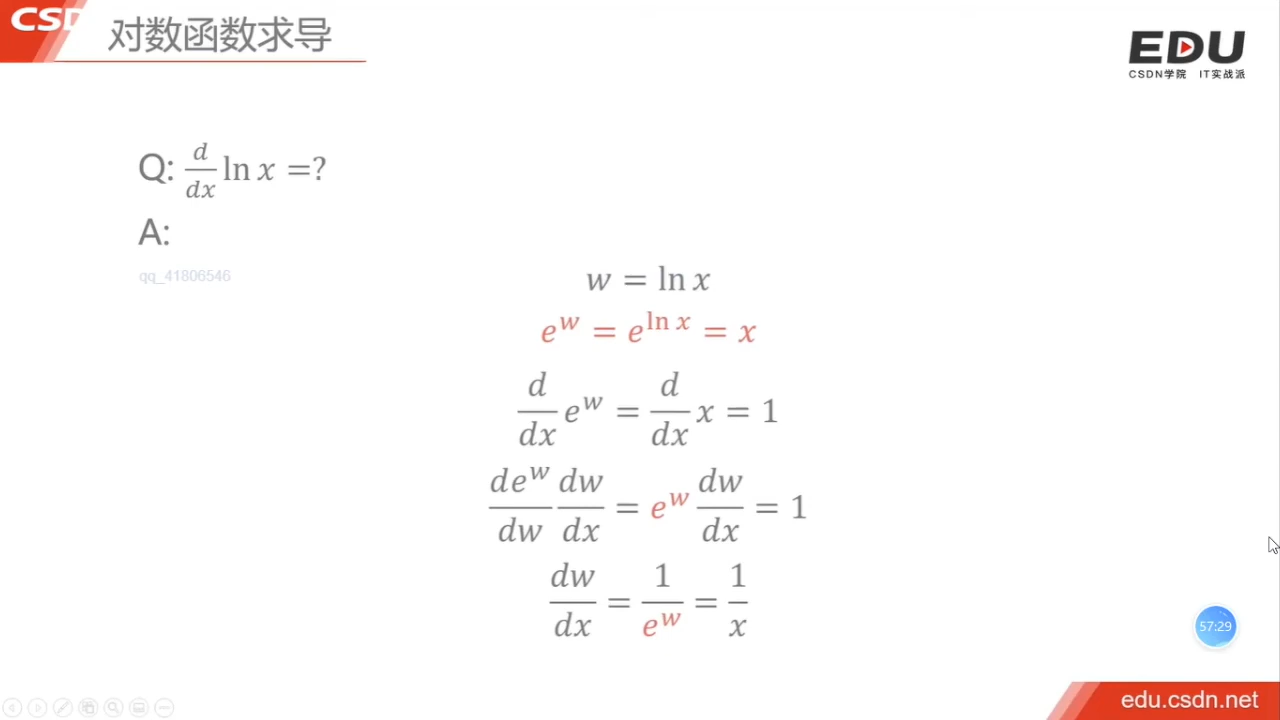 CSD
对数函数求导
EDU
CSDN学院 IT实战派
Q: d/dx ln x =?
A:
qq_41806546
w = ln x
e^w = e^{ln x} = x
d/dx e^w = d/dx x = 1
de^w/dw dw/dx = e^w dw/dx = 1
dw/dx = 1/e^w = 1/x
57:29
edu.csdn.net